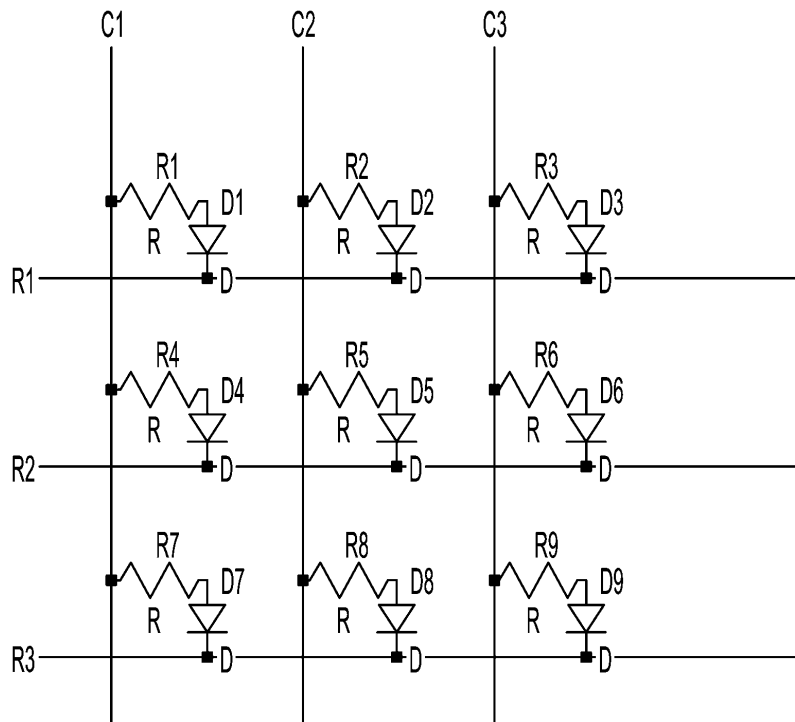 C1 C2 C3
R1 R2 R3
D1 D2 D3
R R R
R1 D D D
R4 R5 R6
D4 D5 D6
R R R
R2 D D D
R7 R8 R9
D7 D8 D9
R R R
R3 D D D